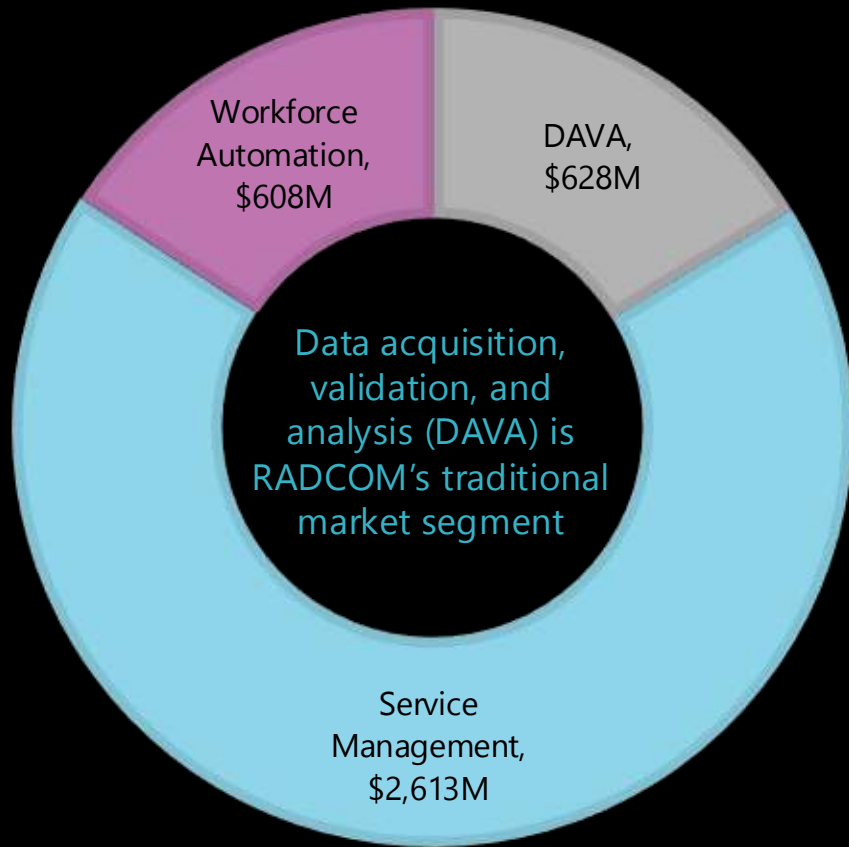 Workforce
Automation,
$608M
DAVA,
$628M
Data acquisition,
validation, and
analysis (DAVA) is
RADCOM’s traditional
market segment
Service
Management,
$2,613M